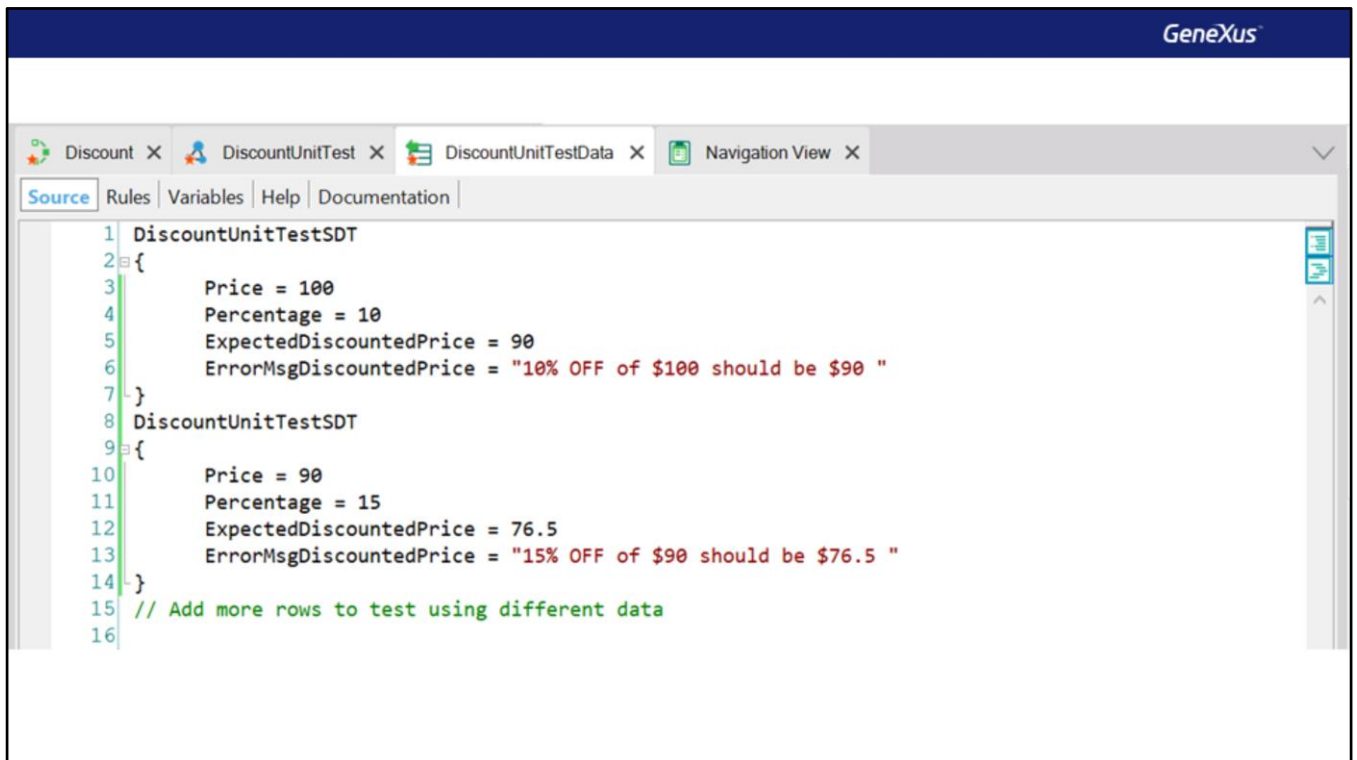 GeneXus™
Discount X DiscountUnitTest X DiscountUnitTestData X Navigation View X
Source Rules Variables Help Documentation
1 DiscountUnitTestSDT
2 {
3 Price = 100
4 Percentage = 10
5 ExpectedDiscountedPrice = 90
6 ErrorMsgDiscountedPrice = "10% OFF of $100 should be $90 "
7 }
8 DiscountUnitTestSDT
9 {
10 Price = 90
11 Percentage = 15
12 ExpectedDiscountedPrice = 76.5
13 ErrorMsgDiscountedPrice = "15% OFF of $90 should be $76.5 "
14 }
15 // Add more rows to test using different data
16